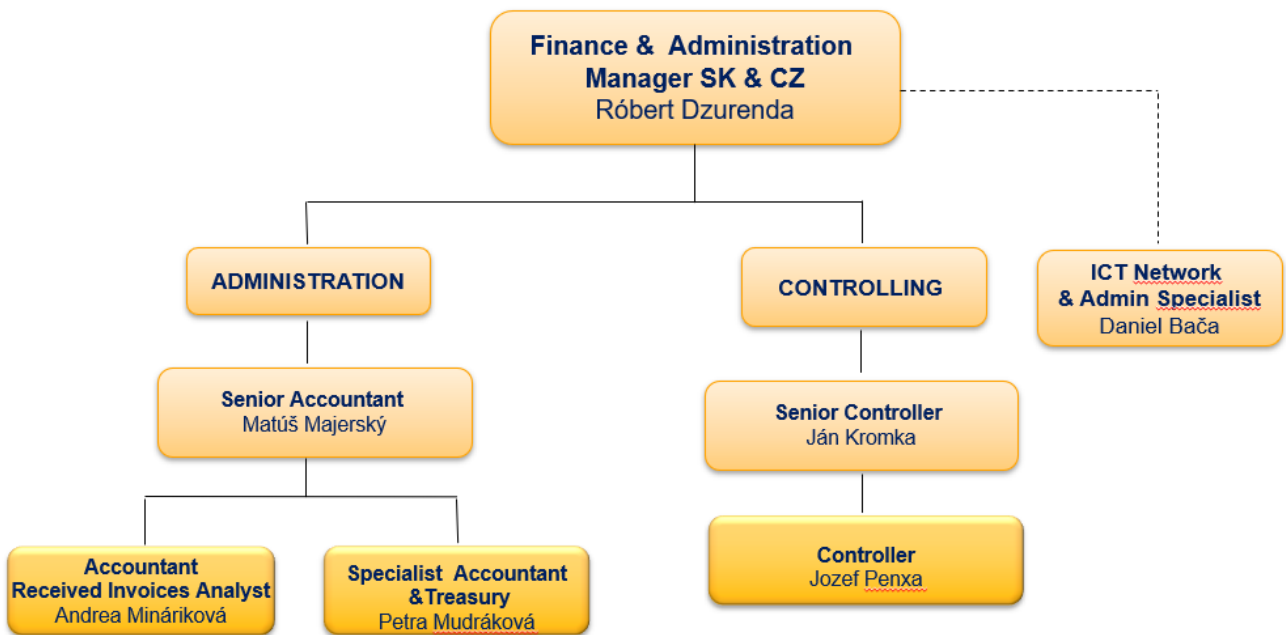 Finance & Administration
Manager SK & CZ
Róbert Dzurenda
ADMINISTRATION
CONTROLLING
ICT Network
& Admin Specialist
Daniel Bača
Senior Accountant
Matúš Majerský
Senior Controller
Ján Kromka
Accountant
Received Invoices Analyst
Andrea Mináriková
Specialist Accountant
&Treasury
Petra Mudráková
Controller
Jozef Penxa